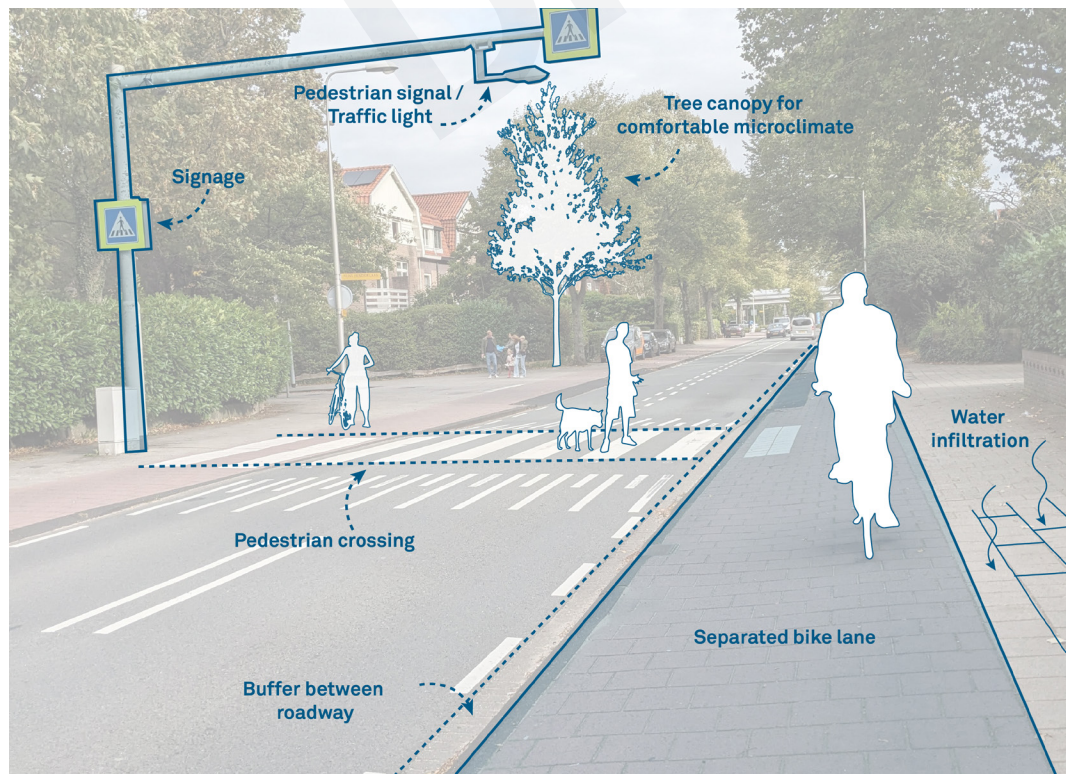 Pedestrian signal /
Traffic light
Tree canopy for
comfortable microclimate
Signage
Water
infiltration
Pedestrian crossing
Separated bike lane
Buffer between
roadway